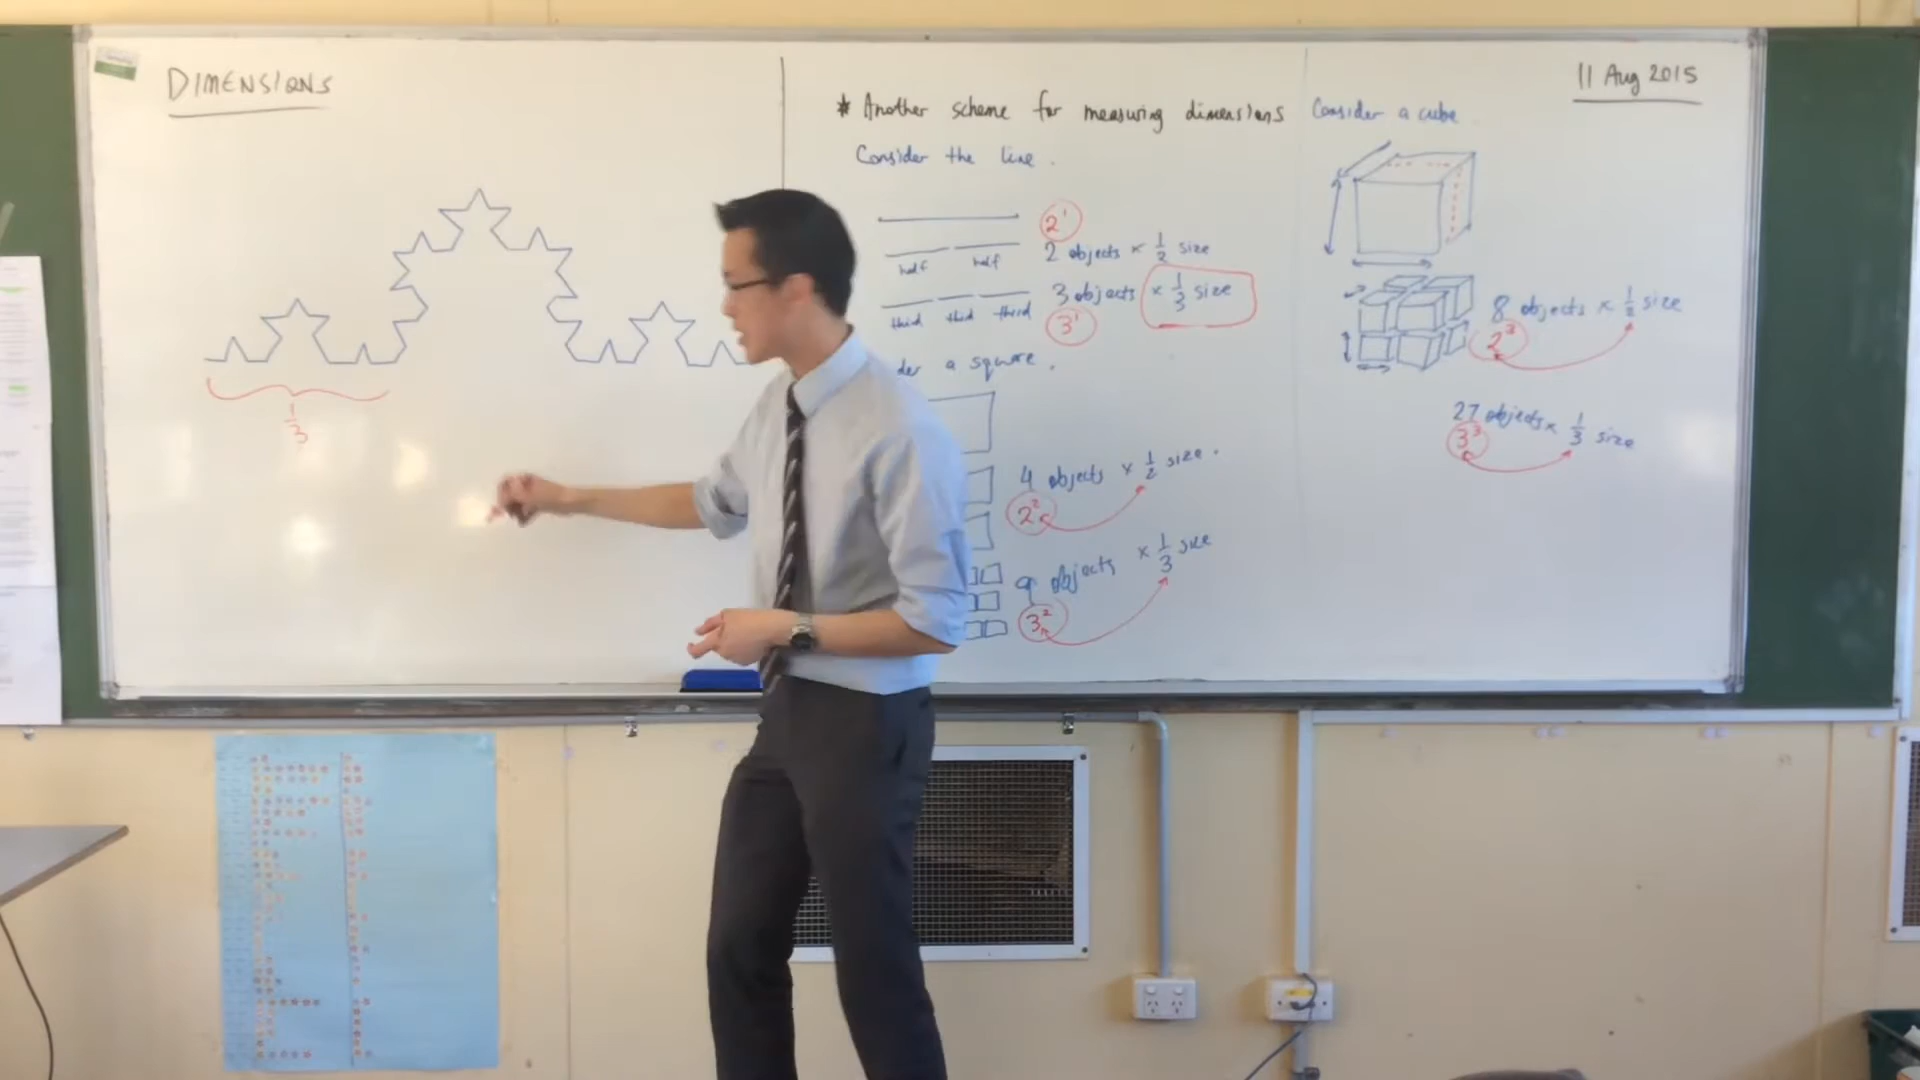 DIMENSIONS
1/3
* Another scheme for measuring dimensions
Consider the line.
2¹
half half
2 objects × 1/2 size
third third third
3 objects × 1/3 size
3¹
a square.
4 objects × 1/2 size.
2²
9 objects × 1/3 size
3²
11 Aug 2015
Consider a cube
8 objects × 1/2 size
2³
27 objects × 1/3 size
3³